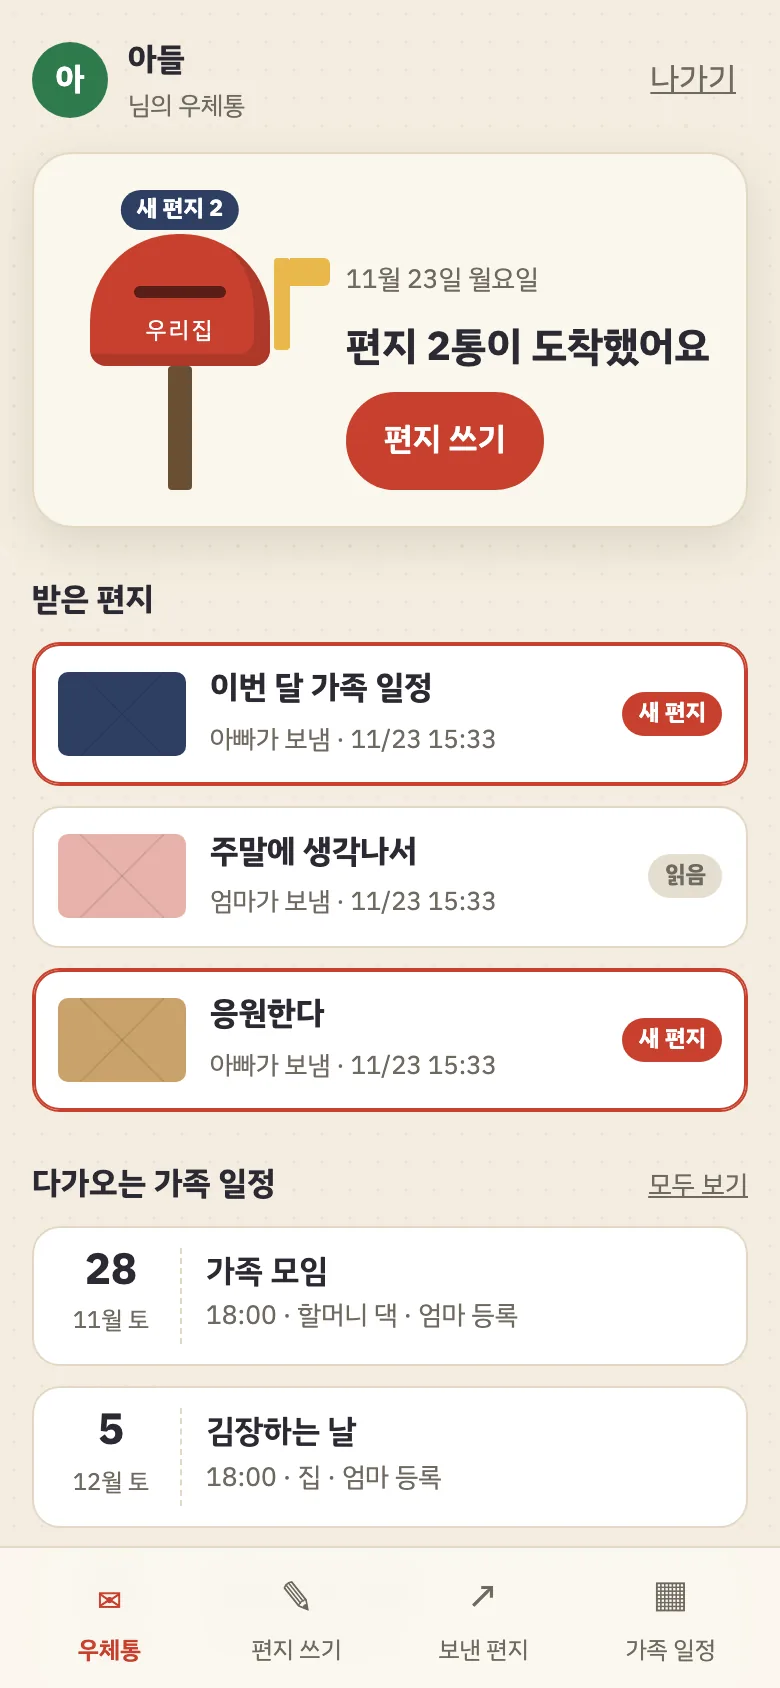 아
아들
님의 우체통
나가기
새 편지 2
우리집
11월 23일 월요일
편지 2통이 도착했어요
편지 쓰기
받은 편지
이번 달 가족 일정
아빠가 보냄 · 11/23 15:33
새 편지
주말에 생각나서
엄마가 보냄 · 11/23 15:33
읽음
응원한다
아빠가 보냄 · 11/23 15:33
새 편지
다가오는 가족 일정
모두 보기
28
11월 토
가족 모임
18:00 · 할머니 댁 · 엄마 등록
5
12월 토
김장하는 날
18:00 · 집 · 엄마 등록
우체통
편지 쓰기
보낸 편지
가족 일정